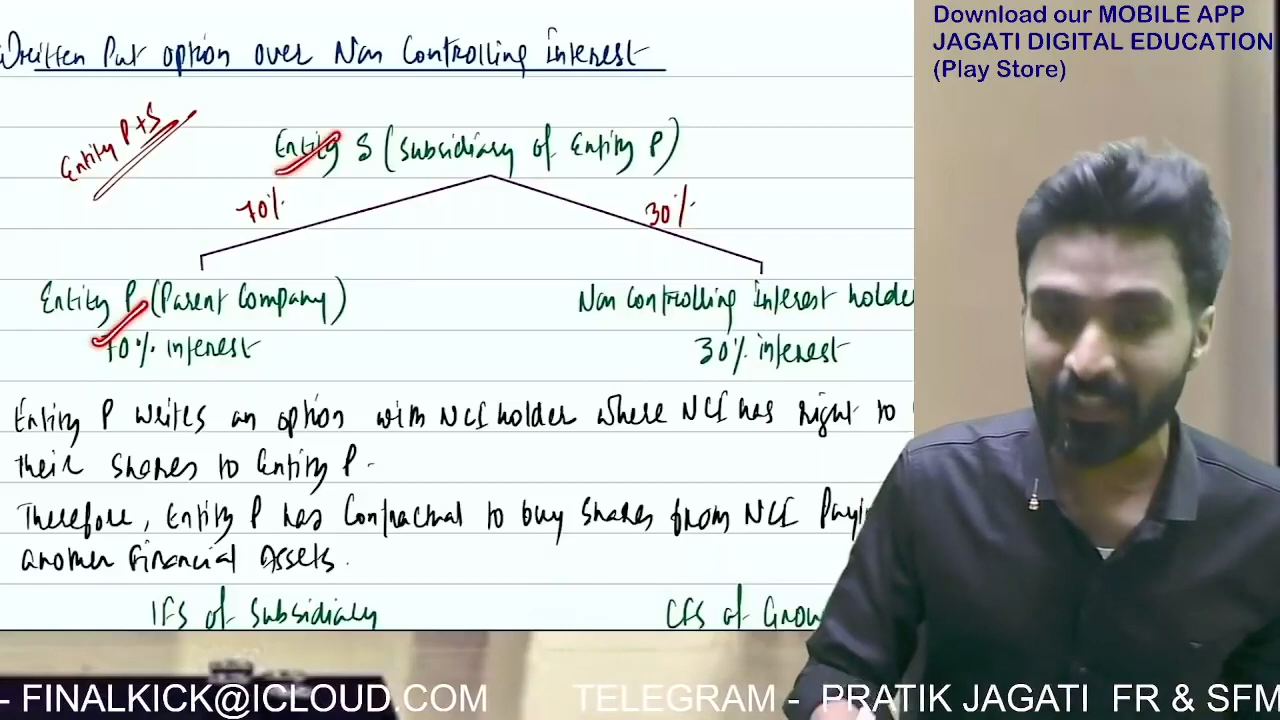 Download our MOBILE APP
JAGATI DIGITAL EDUCATION
(Play Store)
Written Put option over Non Controlling Interest
Entity P+S
Entity S (Subsidiary of Entity P)
70%
30%
Entity P (Parent Company)
Non Controlling Interest holder
70% interest
30% interest
Entity P writes an option with NCI holder where NCI has right to
their shares to Entity P.
Therefore, Entity P has Contractual to buy shares from NCI Payi
another Financial Assets.
IFS of Subsidiary
CFS of Grou
- FINALKICK@ICLOUD.COM
TELEGRAM - PRATIK JAGATI FR & SFM